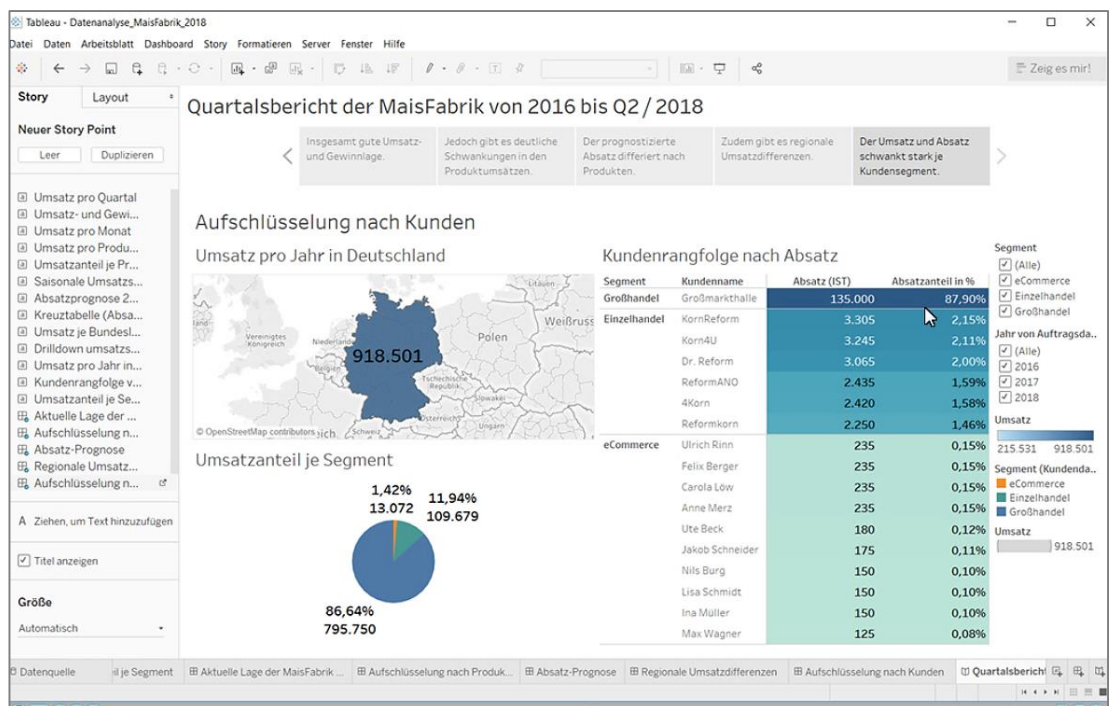 Tableau - Datenanalyse_MaisFabrik_2018
Datei Daten Arbeitsblatt Dashboard Story Formatieren Server Fenster Hilfe
Zeig es mir!
Story Layout
Neuer Story Point
Leer Duplizieren
Umsatz pro Quartal
Umsatz- und Gewi...
Umsatz pro Monat
Umsatz pro Produ...
Umsatzanteil je Pr...
Saisonale Umsatzs...
Absatzprognose 2...
Kreuztabelle (Absa...
Umsatz je Bundesl...
Drilldown umsatzs...
Umsatz pro Jahr in...
Kundenrangfolge v...
Umsatzanteil je Se...
Aktuelle Lage der ...
Aufschlüsselung n...
Absatz-Prognose
Regionale Umsatz...
Aufschlüsselung n...
A Ziehen, um Text hinzuzufügen
Titel anzeigen
Größe
Automatisch
Quartalsbericht der MaisFabrik von 2016 bis Q2 / 2018
Insgesamt gute Umsatz-
und Gewinnlage.
Jedoch gibt es deutliche
Schwankungen in den
Produktumsätzen.
Der prognostizierte
Absatz differiert nach
Produkten.
Zudem gibt es regionale
Umsatzdifferenzen.
Der Umsatz und Absatz
schwankt stark je
Kundensegment.
Aufschlüsselung nach Kunden
Umsatz pro Jahr in Deutschland
Litauen
Weißruss
Vereinigtes
Königreich
Niederlande
Polen
918.501
Belgien
Tschechische
Republik
Slowakei
Österreich
Ungarn
Schweiz
© OpenStreetMap contributors
Umsatzanteil je Segment
1,42%
13.072
11,94%
109.679
86,64%
795.750
Kundenrangfolge nach Absatz
Segment Kundenname Absatz (IST) Absatzanteil in %
Großhandel Großmarkthalle 135.000 87,90%
Einzelhandel KornReform 3.305 2,15%
Korn4U 3.245 2,11%
Dr. Reform 3.065 2,00%
ReformANO 2.435 1,59%
4Korn 2.420 1,58%
Reformkorn 2.250 1,46%
eCommerce Ulrich Rinn 235 0,15%
Felix Berger 235 0,15%
Carola Löw 235 0,15%
Anne Merz 235 0,15%
Ute Beck 180 0,12%
Jakob Schneider 175 0,11%
Nils Burg 150 0,10%
Lisa Schmidt 150 0,10%
Ina Müller 150 0,10%
Max Wagner 125 0,08%
Segment
(Alle)
eCommerce
Einzelhandel
Großhandel
Jahr von Auftragsda..
(Alle)
2016
2017
2018
Umsatz
215.531 918.501
Segment (Kundenda..
eCommerce
Einzelhandel
Großhandel
Umsatz
918.501
Datenquelle il je Segment Aktuelle Lage der MaisFabrik ... Aufschlüsselung nach Produk... Absatz-Prognose Regionale Umsatzdifferenzen Aufschlüsselung nach Kunden Quartalsbericht